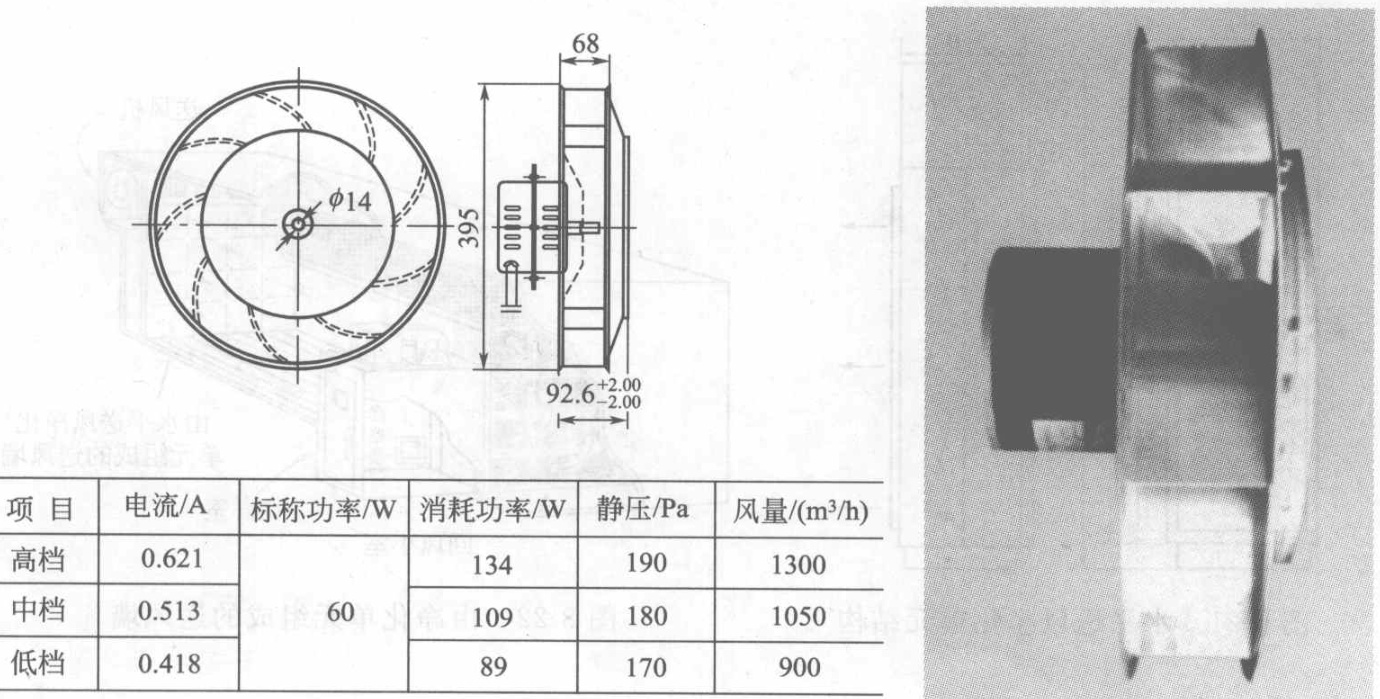 68
φ14
395
92.6+2.00−2.00
项 目 电流/A 标称功率/W 消耗功率/W 静压/Pa 风量/(m³/h)
高档 0.621 134 190 1300
中档 0.513 60 109 180 1050
低档 0.418 89 170 900